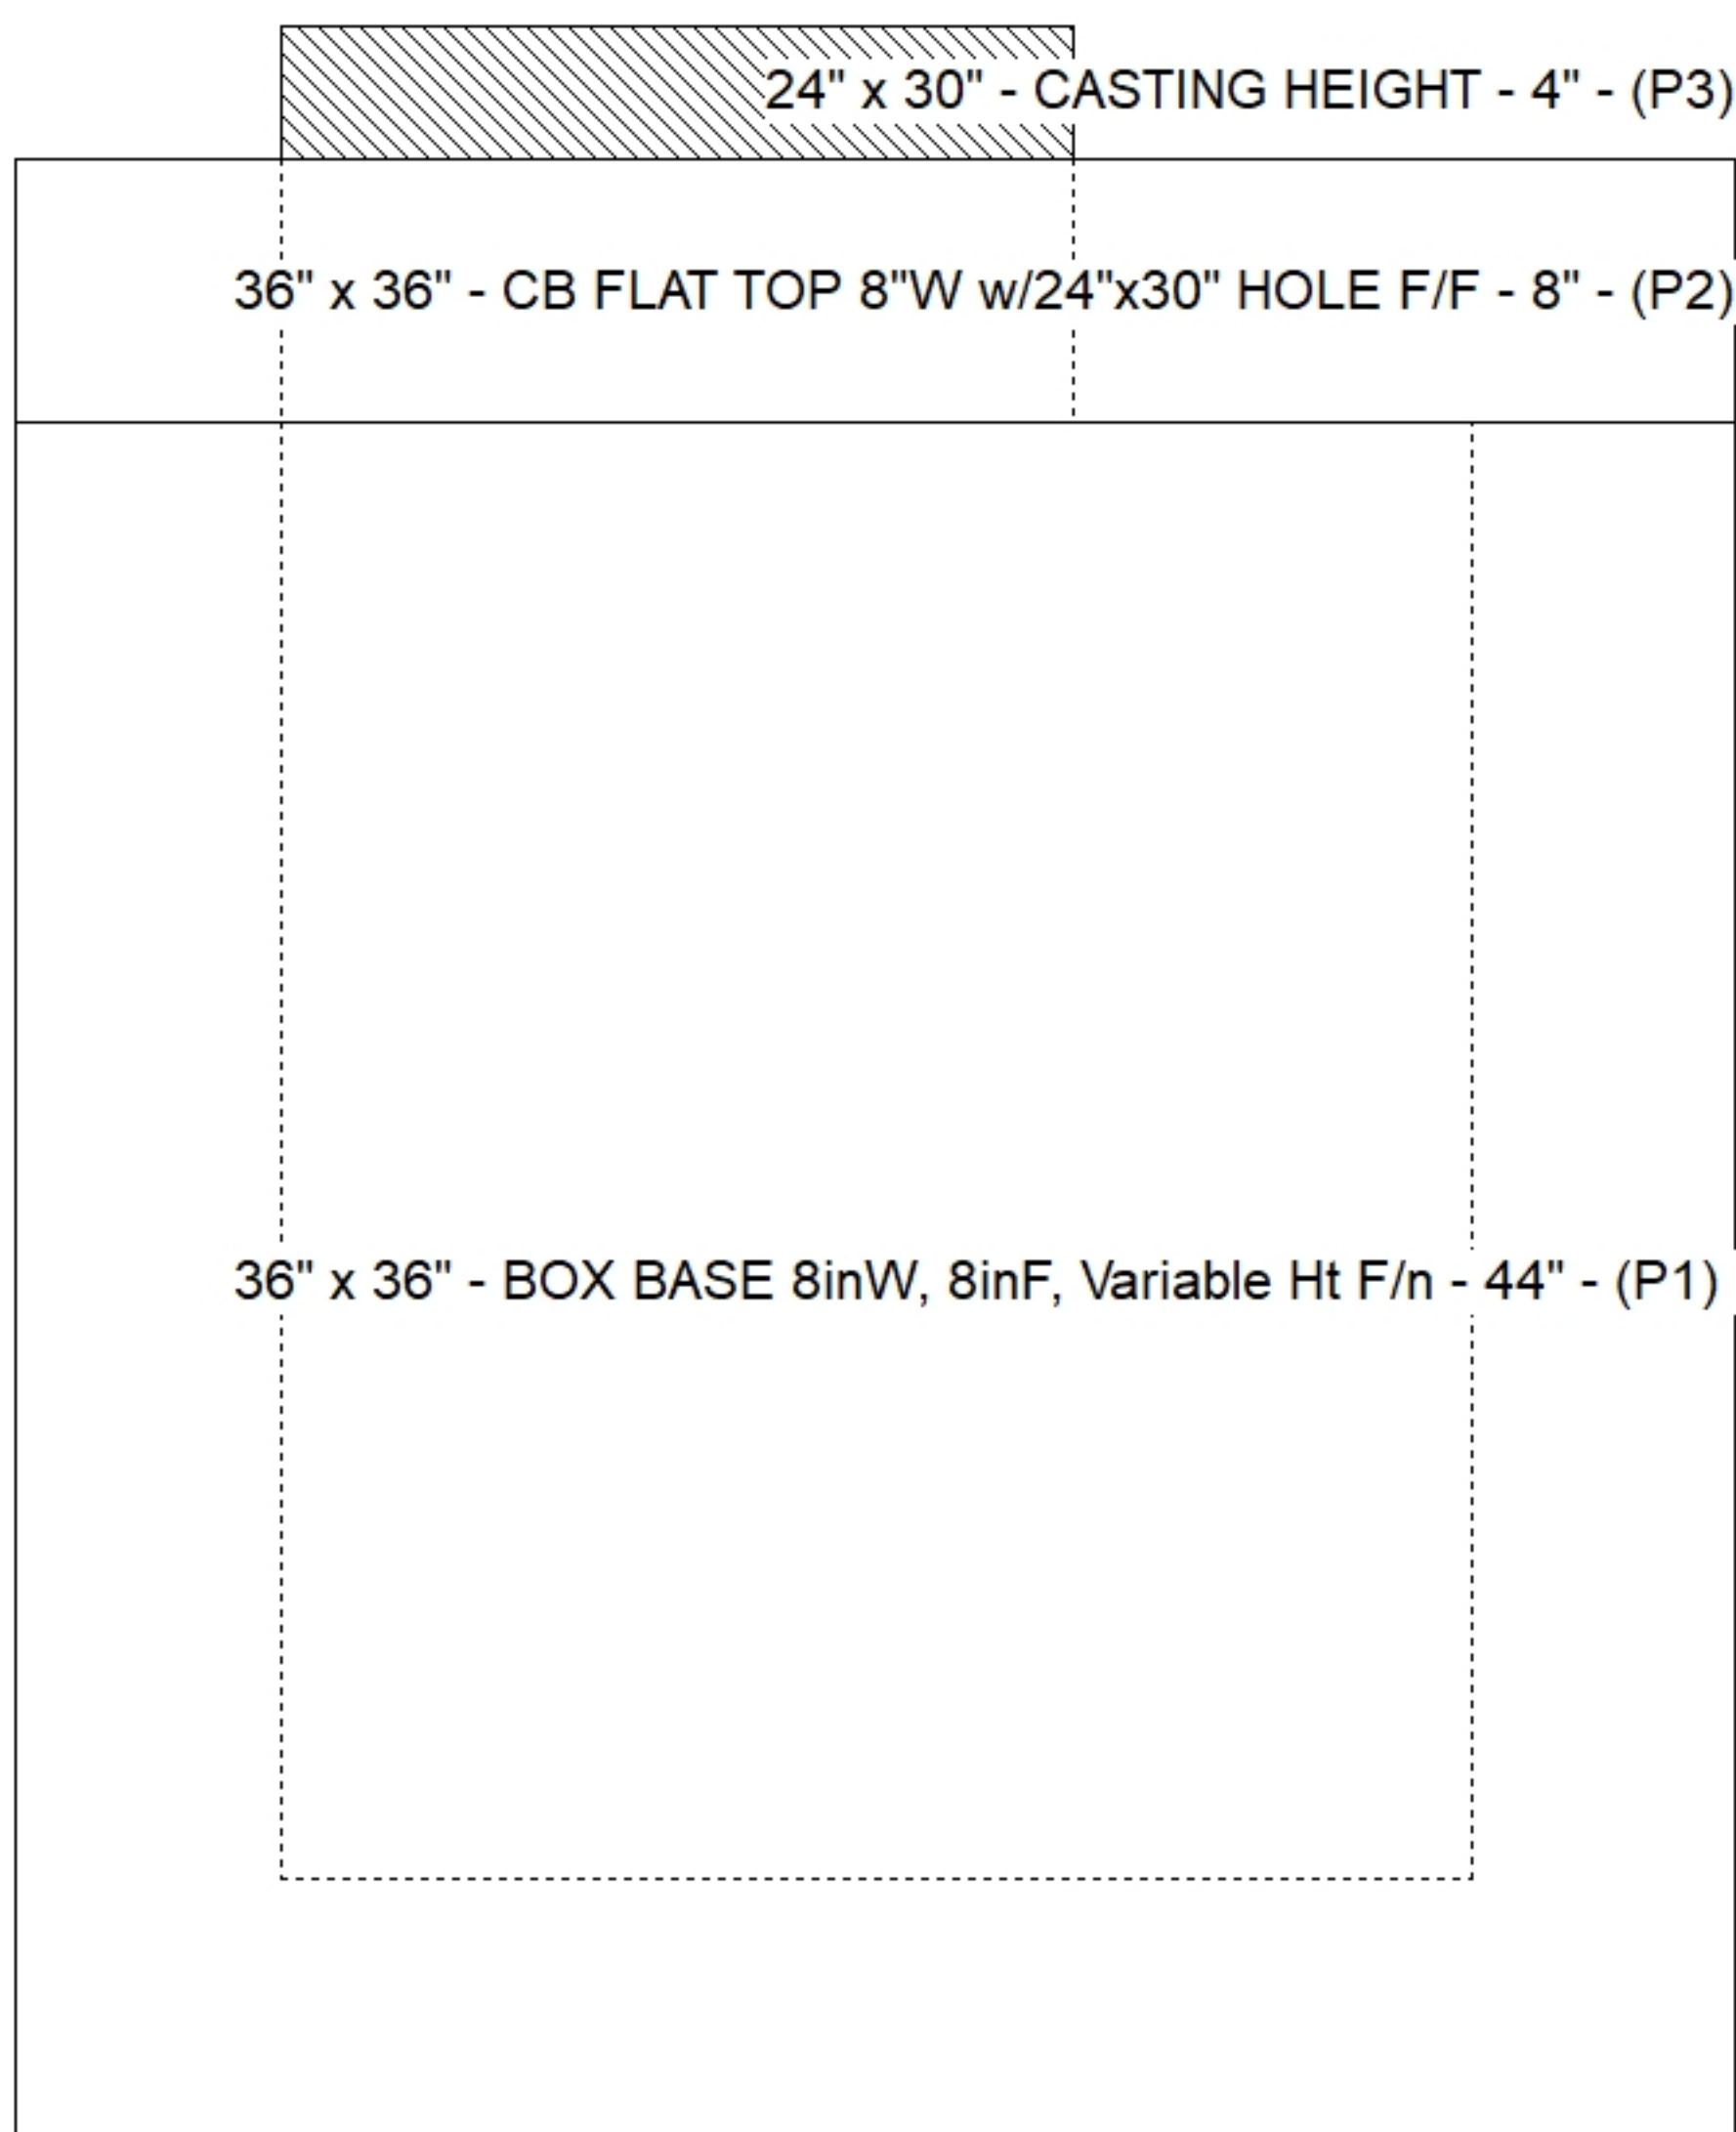 24" x 30" - CASTING HEIGHT - 4" - (P3)
36" x 36" - CB FLAT TOP 8"W w/24"x30" HOLE F/F - 8" - (P2)
36" x 36" - BOX BASE 8inW, 8inF, Variable Ht F/n - 44" - (P1)